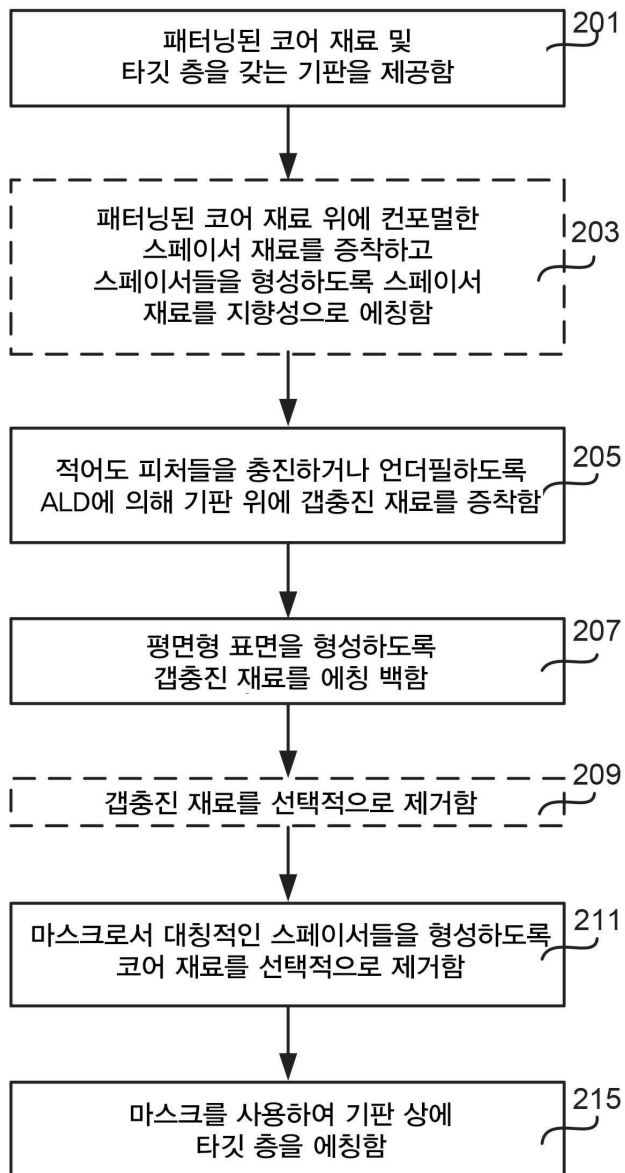 패터닝된 코어 재료 및
타깃 층을 갖는 기판을 제공함
201
패터닝된 코어 재료 위에 컨포멀한
스페이서 재료를 증착하고
스페이서들을 형성하도록 스페이서
재료를 지향성으로 에칭함
203
적어도 피처들을 충진하거나 언더필하도록
ALD에 의해 기판 위에 갭충진 재료를 증착함
205
평면형 표면을 형성하도록
갭충진 재료를 에칭 백함
207
갭충진 재료를 선택적으로 제거함
209
마스크로서 대칭적인 스페이서들을 형성하도록
코어 재료를 선택적으로 제거함
211
마스크를 사용하여 기판 상에
타깃 층을 에칭함
215